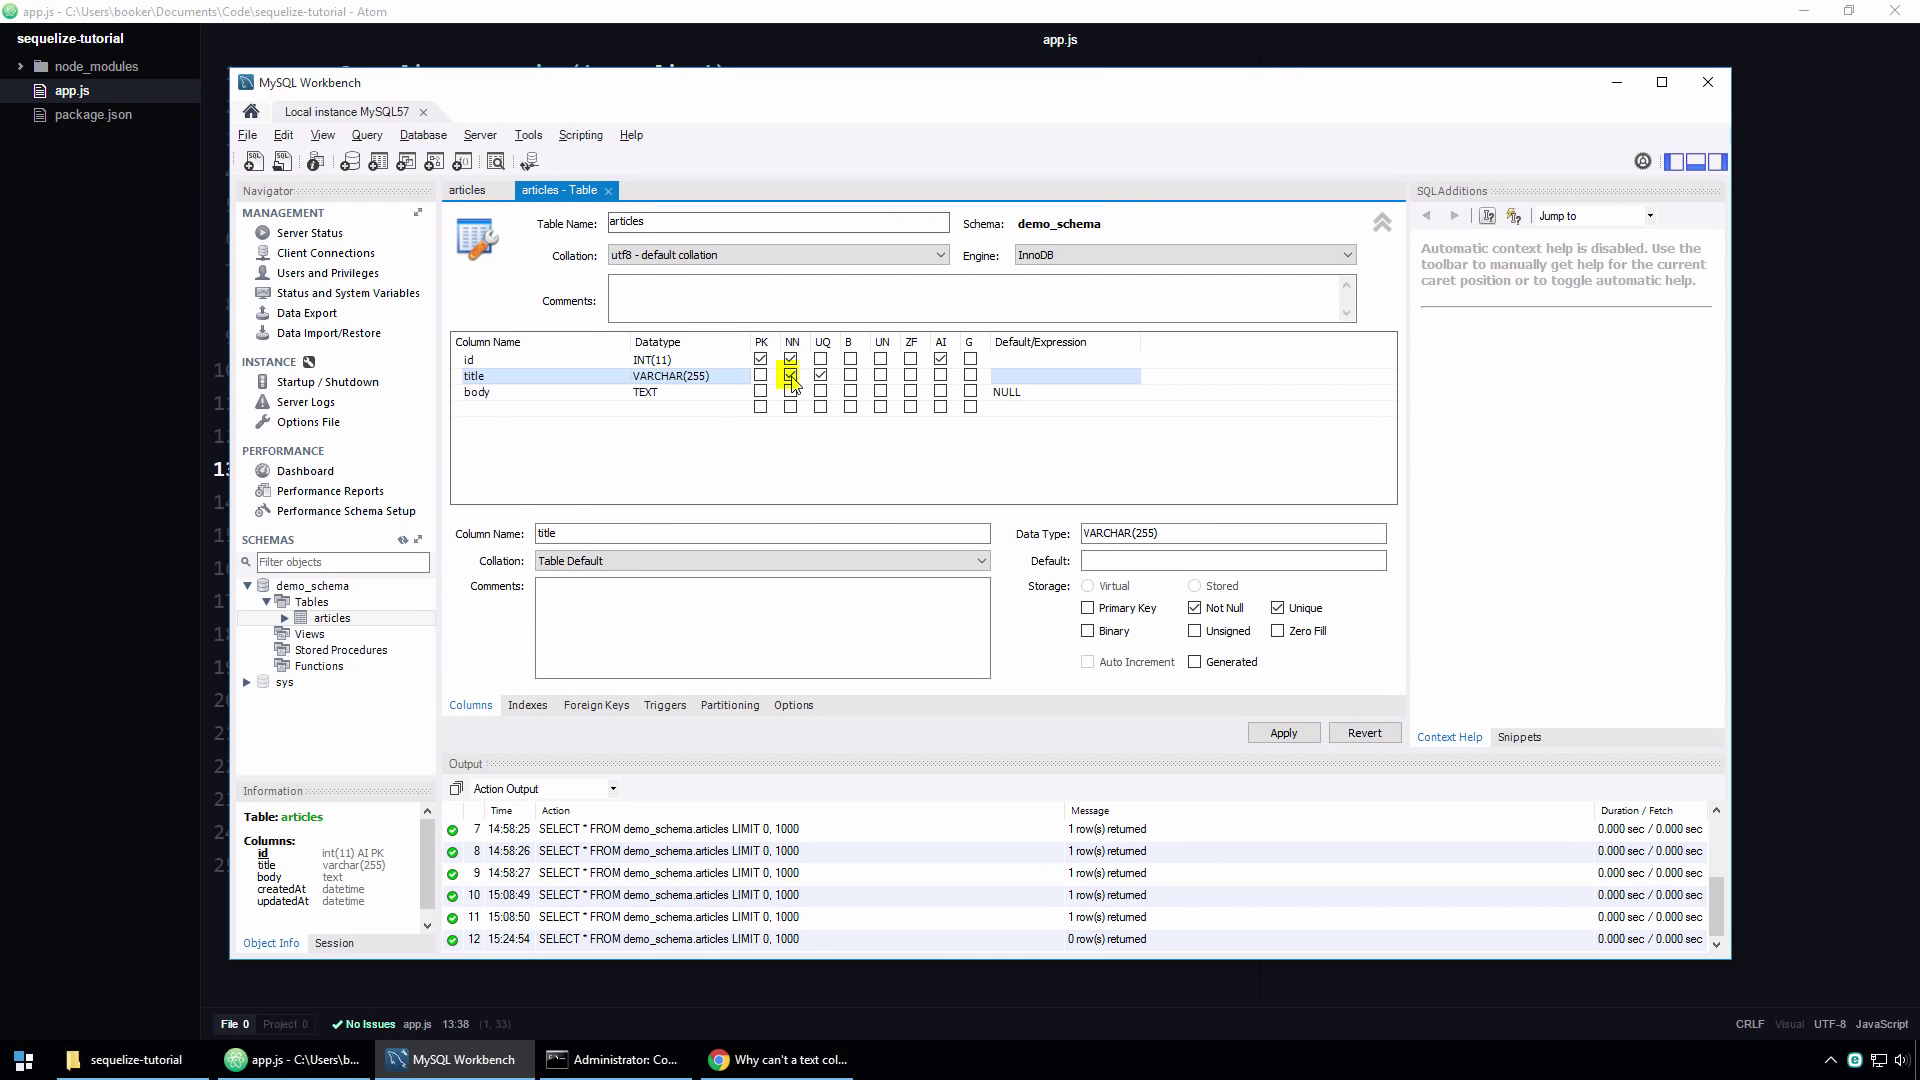 app.js - C:\Users\booker\Documents\Code\sequelize-tutorial - Atom
sequelize-tutorial
node_modules
app.js
package.json
app.js
MySQL Workbench
Local instance MySQL57
File Edit View Query Database Server Tools Scripting Help
Navigator
MANAGEMENT
Server Status
Client Connections
Users and Privileges
Status and System Variables
Data Export
Data Import/Restore
INSTANCE
Startup / Shutdown
Server Logs
Options File
PERFORMANCE
Dashboard
Performance Reports
Performance Schema Setup
SCHEMAS
Filter objects
demo_schema
Tables
articles
Views
Stored Procedures
Functions
sys
Information
Table: articles
Columns:
id int(11) AI PK
title varchar(255)
body text
createdAt datetime
updatedAt datetime
Object Info Session
articles articles - Table
Table Name: articles Schema: demo_schema
Collation: utf8 - default collation Engine: InnoDB
Comments:
Column Name Datatype PK NN UQ B UN ZF AI G Default/Expression
id INT(11)
title VARCHAR(255)
body TEXT NULL
Column Name: title Data Type: VARCHAR(255)
Collation: Table Default Default:
Comments: Storage: Virtual Stored
Primary Key Not Null Unique
Binary Unsigned Zero Fill
Auto Increment Generated
Columns Indexes Foreign Keys Triggers Partitioning Options
Apply Revert
SQLAdditions
Jump to
Automatic context help is disabled. Use the
toolbar to manually get help for the current
caret position or to toggle automatic help.
Context Help Snippets
Output
Action Output
Time Action Message Duration / Fetch
7 14:58:25 SELECT * FROM demo_schema.articles LIMIT 0, 1000 1 row(s) returned 0.000 sec / 0.000 sec
8 14:58:26 SELECT * FROM demo_schema.articles LIMIT 0, 1000 1 row(s) returned 0.000 sec / 0.000 sec
9 14:58:27 SELECT * FROM demo_schema.articles LIMIT 0, 1000 1 row(s) returned 0.000 sec / 0.000 sec
10 15:08:49 SELECT * FROM demo_schema.articles LIMIT 0, 1000 1 row(s) returned 0.000 sec / 0.000 sec
11 15:08:50 SELECT * FROM demo_schema.articles LIMIT 0, 1000 1 row(s) returned 0.000 sec / 0.000 sec
12 15:24:54 SELECT * FROM demo_schema.articles LIMIT 0, 1000 0 row(s) returned 0.000 sec / 0.000 sec
File 0 Project 0 No Issues app.js 13:38 (1, 33) CRLF Visual UTF-8 JavaScript
sequelize-tutorial app.js - C:\Users\b... MySQL Workbench Administrator: Co... Why can't a text col...